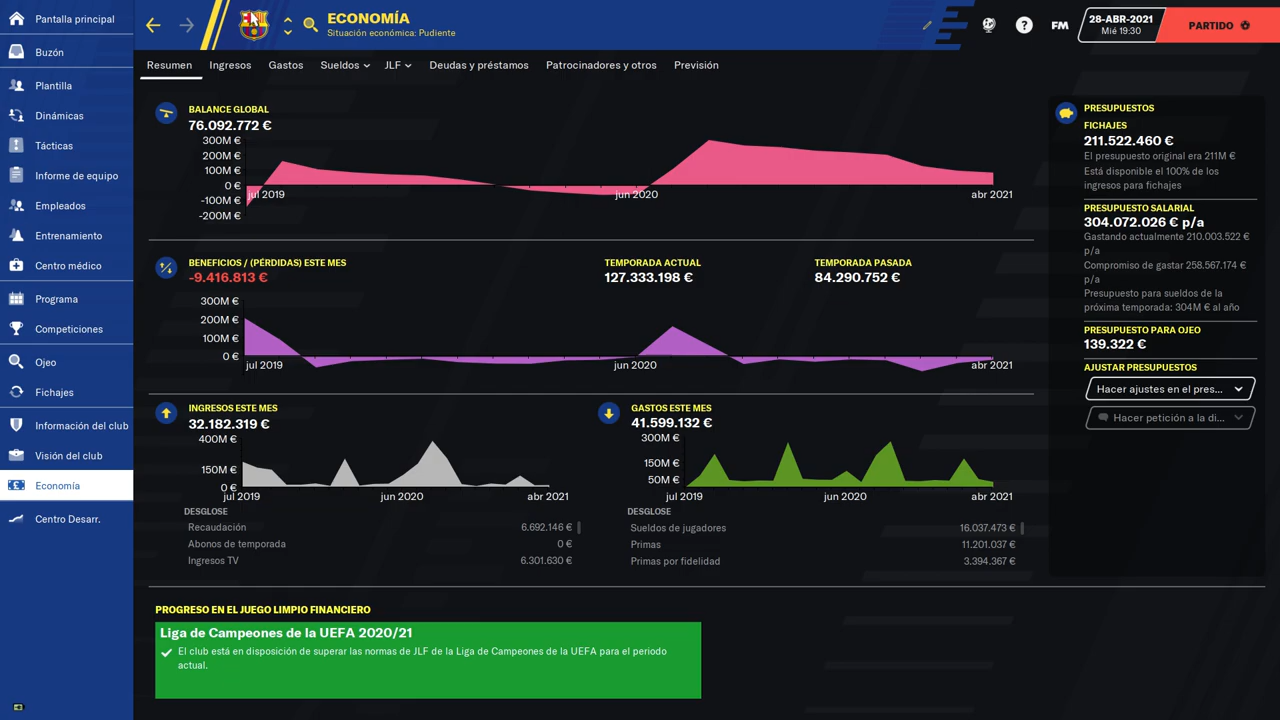 Pantalla principal
Buzón
Plantilla
Dinámicas
Tácticas
Informe de equipo
Empleados
Entrenamiento
Centro médico
Programa
Competiciones
Ojeo
Fichajes
Información del club
Visión del club
Economía
Centro Desarr.
ECONOMÍA
Situación económica: Pudiente
?
FM
28-ABR-2021
Mié 19:30
PARTIDO
Resumen
Ingresos
Gastos
Sueldos
JLF
Deudas y préstamos
Patrocinadores y otros
Previsión
BALANCE GLOBAL
76.092.772 €
300M €
200M €
100M €
0 €
-100M €
-200M €
jul 2019
jun 2020
abr 2021
BENEFICIOS / (PÉRDIDAS) ESTE MES
-9.416.813 €
TEMPORADA ACTUAL
127.333.198 €
TEMPORADA PASADA
84.290.752 €
300M €
200M €
100M €
0 €
jul 2019
jun 2020
abr 2021
INGRESOS ESTE MES
32.182.319 €
400M €
150M €
0 €
jul 2019
jun 2020
abr 2021
DESGLOSE
Recaudación 6.692.146 €
Abonos de temporada 0 €
Ingresos TV 6.301.630 €
GASTOS ESTE MES
41.599.132 €
300M €
150M €
50M €
jul 2019
jun 2020
abr 2021
DESGLOSE
Sueldos de jugadores 16.037.473 €
Primas 11.201.037 €
Primas por fidelidad 3.394.367 €
PROGRESO EN EL JUEGO LIMPIO FINANCIERO
Liga de Campeones de la UEFA 2020/21
El club está en disposición de superar las normas de JLF de la Liga de Campeones de la UEFA para el periodo
actual.
PRESUPUESTOS
FICHAJES
211.522.460 €
El presupuesto original era 211M €
Está disponible el 100% de los
ingresos para fichajes
PRESUPUESTO SALARIAL
304.072.026 € p/a
Gastando actualmente 210.003.522 €
p/a
Compromiso de gastar 258.567.174 €
p/a
Presupuesto para sueldos de la
próxima temporada: 304M € al año
PRESUPUESTO PARA OJEO
139.322 €
AJUSTAR PRESUPUESTOS
Hacer ajustes en el pres...
Hacer petición a la di...